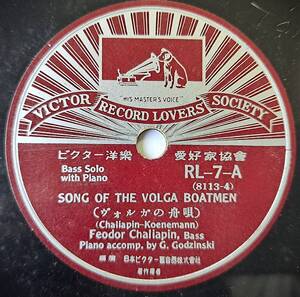 "HIS MASTER'S VOICE"
VICTOR RECORD LOVERS' SOCIETY
ビクター洋樂 愛好家協會
Bass Solo
with Piano
RL-7-A
(8113-4)
SONG OF THE VOLGA BOATMEN
(ヴォルガの舟唄)
(Chaliapin-Koenemann)
Feodor Chaliapin, Bass
Piano accomp. by G. Godzinski
日本ビクター蓄音器株式會社